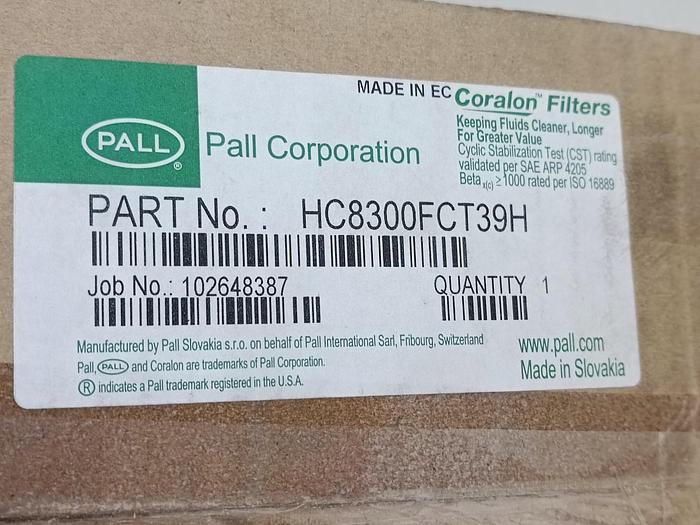 MADE IN EC
Coralon™ Filters
Keeping Fluids Cleaner, Longer
For Greater Value
Cyclic Stabilization Test (CST) rating
validated per SAE ARP 4205
Beta x(c) ≥1000 rated per ISO 16889
PALL®
Pall Corporation
PART No. : HC8300FCT39H
Job No.: 102648387
QUANTITY 1
Manufactured by Pall Slovakia s.r.o. on behalf of Pall International Sarl, Fribourg, Switzerland
Pall, PALL and Coralon are trademarks of Pall Corporation.
® indicates a Pall trademark registered in the U.S.A.
www.pall.com
Made in Slovakia